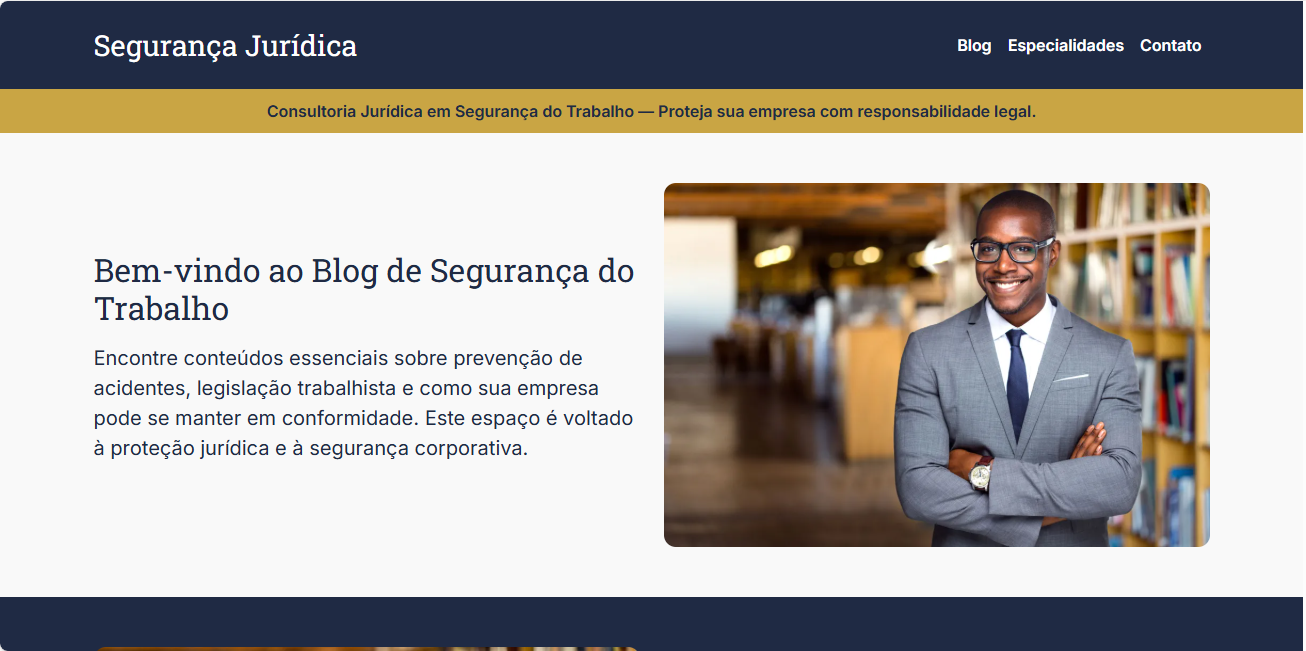 Segurança Jurídica
Blog Especialidades Contato
Consultoria Jurídica em Segurança do Trabalho — Proteja sua empresa com responsabilidade legal.
Bem-vindo ao Blog de Segurança do
Trabalho
Encontre conteúdos essenciais sobre prevenção de
acidentes, legislação trabalhista e como sua empresa
pode se manter em conformidade. Este espaço é voltado
à proteção jurídica e à segurança corporativa.